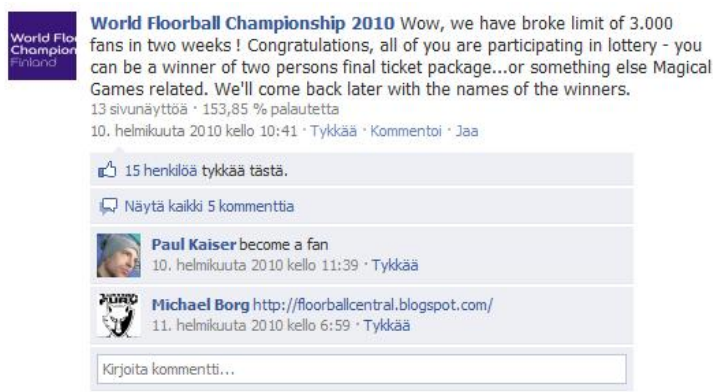 World Floorball Championship 2010 Wow, we have broke limit of 3.000
fans in two weeks ! Congratulations, all of you are participating in lottery - you
can be a winner of two persons final ticket package...or something else Magical
Games related. We'll come back later with the names of the winners.
World Flo
Champion
Finland
13 sivunäyttöä · 153,85 % palautetta
10. helmikuuta 2010 kello 10:41 · Tykkää · Kommentoi · Jaa
15 henkilöä tykkää tästä.
Näytä kaikki 5 kommenttia
Paul Kaiser become a fan
10. helmikuuta 2010 kello 11:39 · Tykkää
Michael Borg http://floorballcentral.blogspot.com/
11. helmikuuta 2010 kello 6:59 · Tykkää
Kirjoita kommentti...